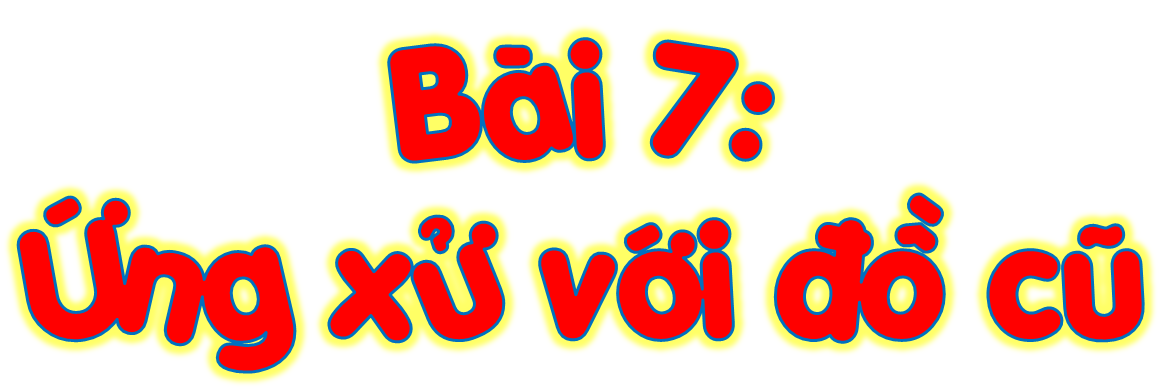 Bài 7:
Ứng xử với đồ cũ